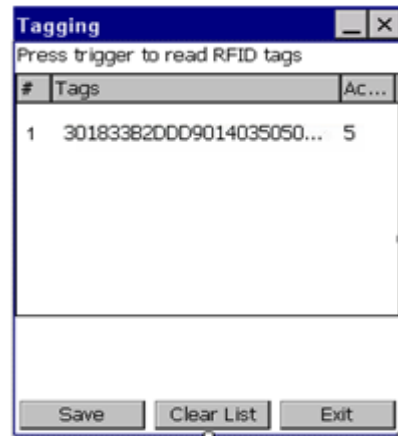 Tagging
Press trigger to read RFID tags
# Tags Ac...
1 301833B2DDD9014035050... 5
Save Clear List Exit